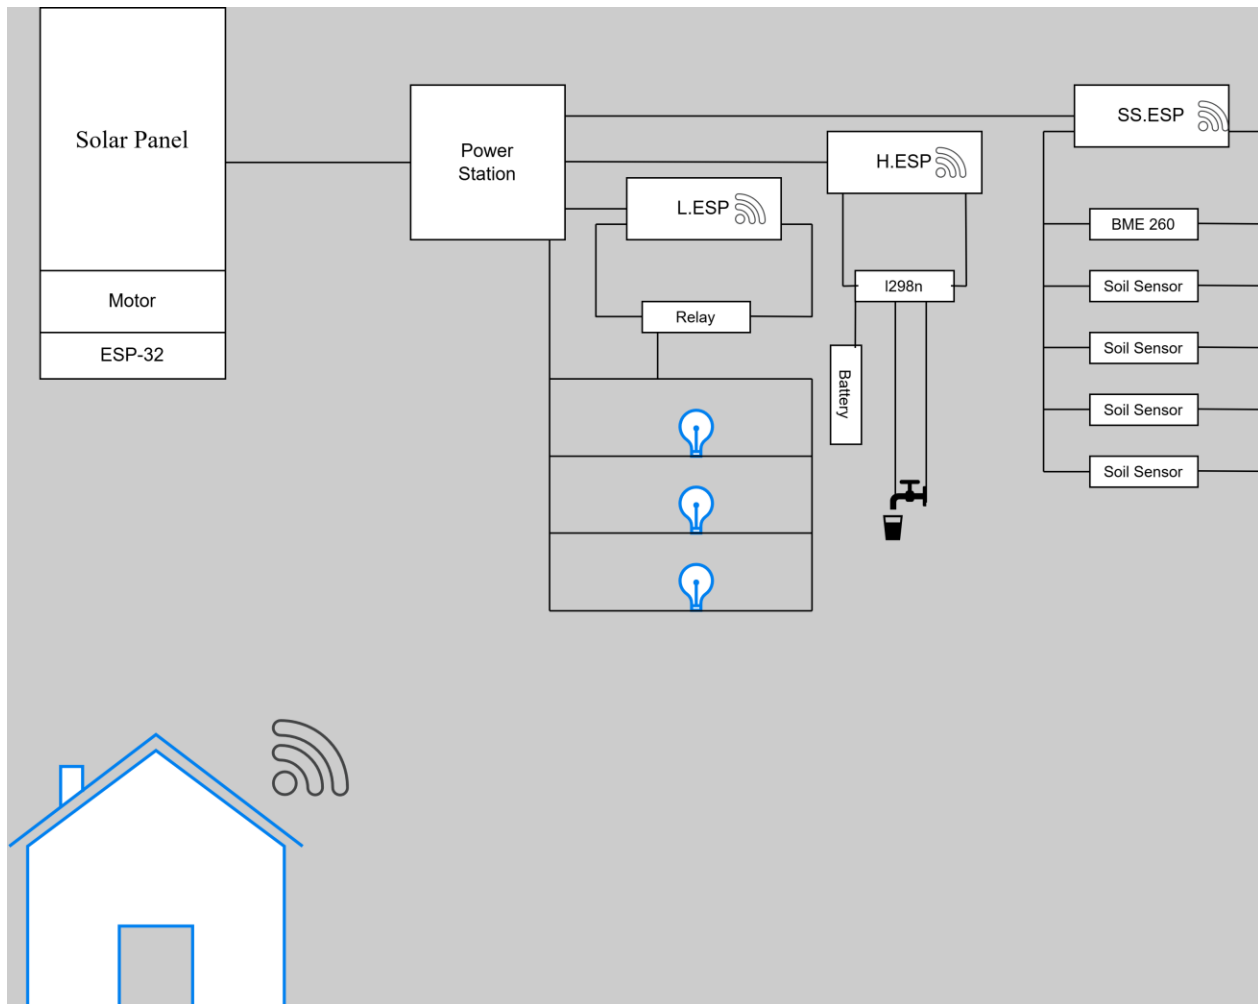 Solar Panel
Motor
ESP-32
Power
Station
L.ESP
Relay
H.ESP
l298n
Battery
SS.ESP
BME 260
Soil Sensor
Soil Sensor
Soil Sensor
Soil Sensor